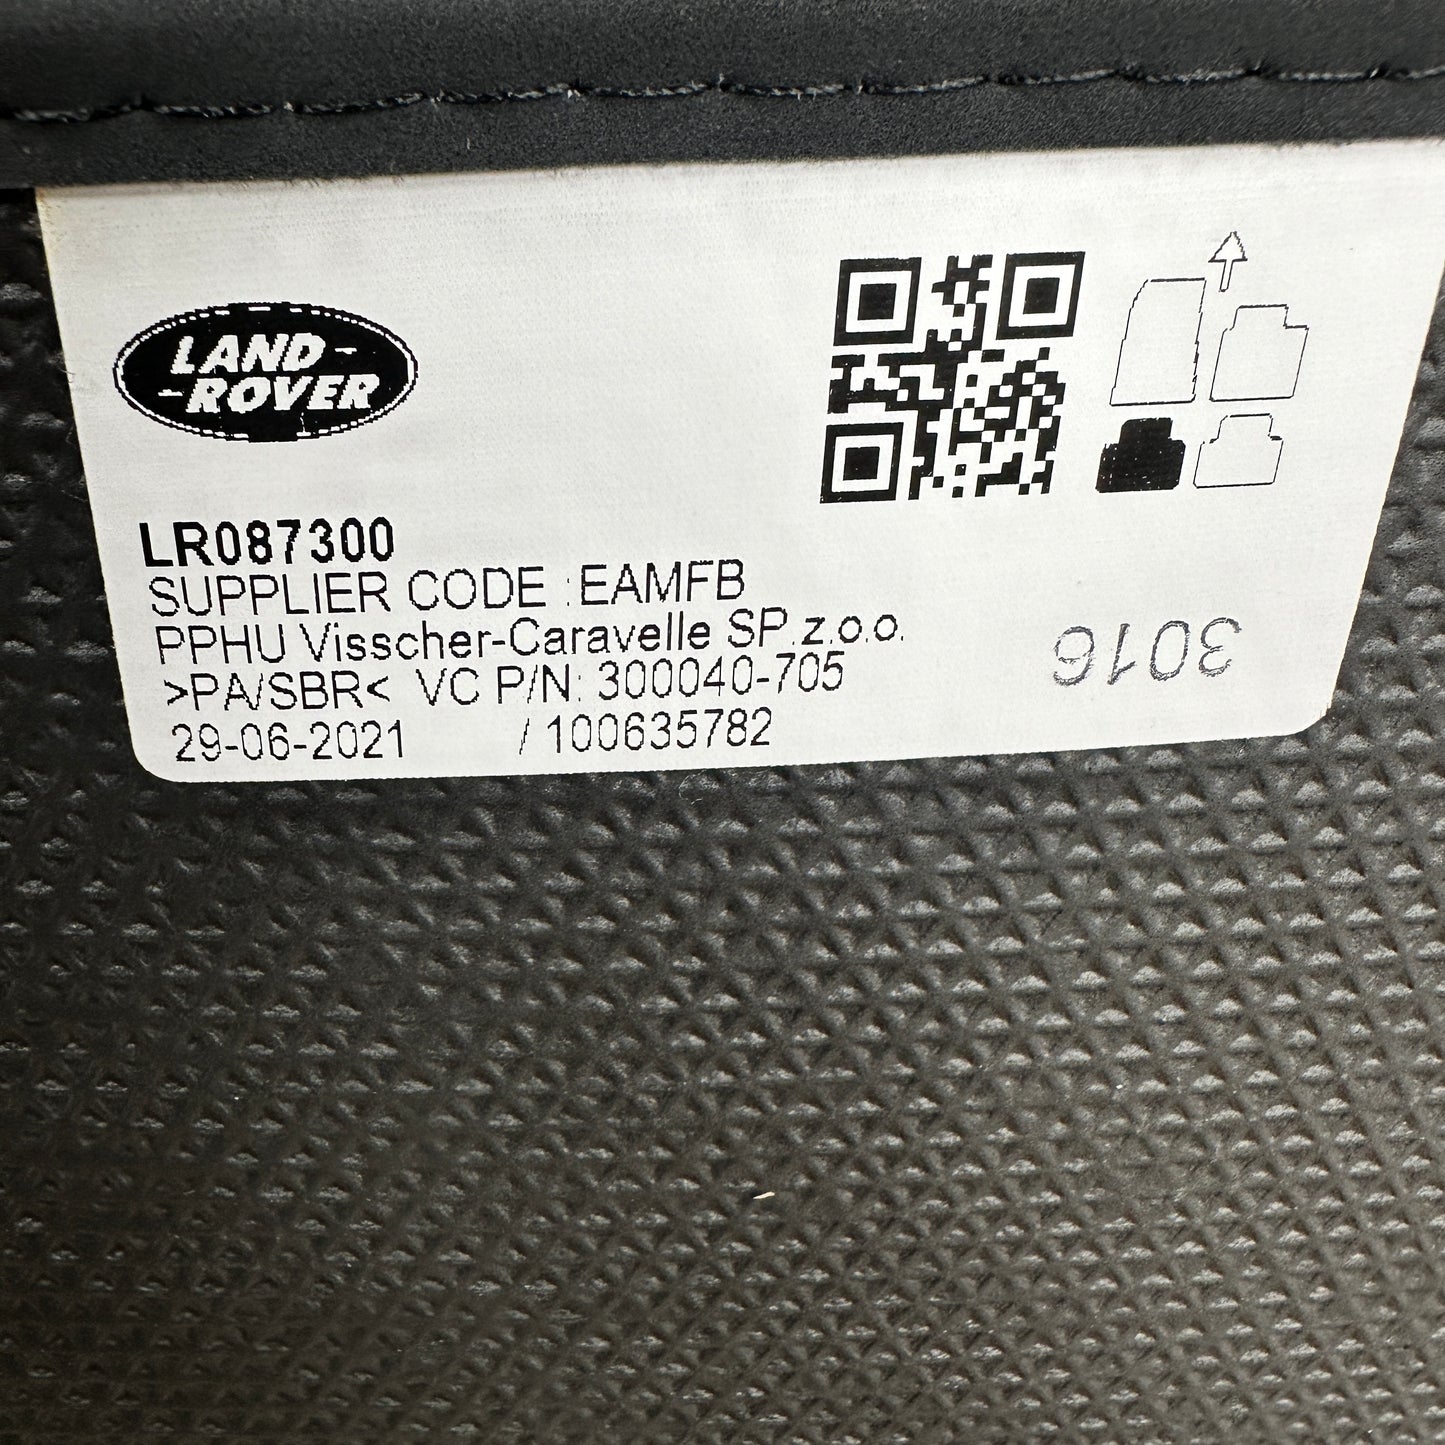 LAND-
-ROVER
LR087300
SUPPLIER CODE :EAMFB
PPHU Visscher-Caravelle SP.z.o.o.
>PA/SBR< VC P/N: 300040-705
29-06-2021 / 100635782
3016